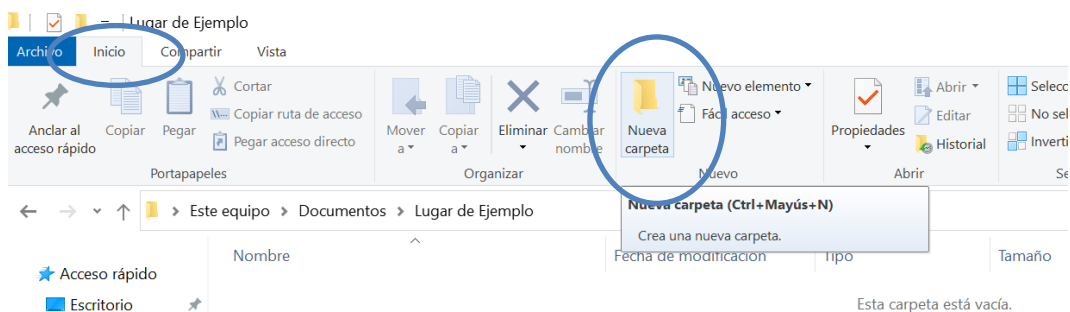 Lugar de Ejemplo
Archivo Inicio Compartir Vista
Anclar al acceso rápido
Copiar
Pegar
Cortar
Copiar ruta de acceso
Pegar acceso directo
Portapapeles
Mover a
Copiar a
Eliminar
Cambiar nombre
Organizar
Nueva carpeta
Nuevo elemento
Fácil acceso
Nuevo
Propiedades
Abrir
Editar
Historial
Abrir
Selecc
No sel
Inverti
Se
Este equipo > Documentos > Lugar de Ejemplo
Nueva carpeta (Ctrl+Mayús+N)
Crea una nueva carpeta.
Nombre
Fecha de modificación
Tipo
Tamaño
Acceso rápido
Escritorio
Esta carpeta está vacía.